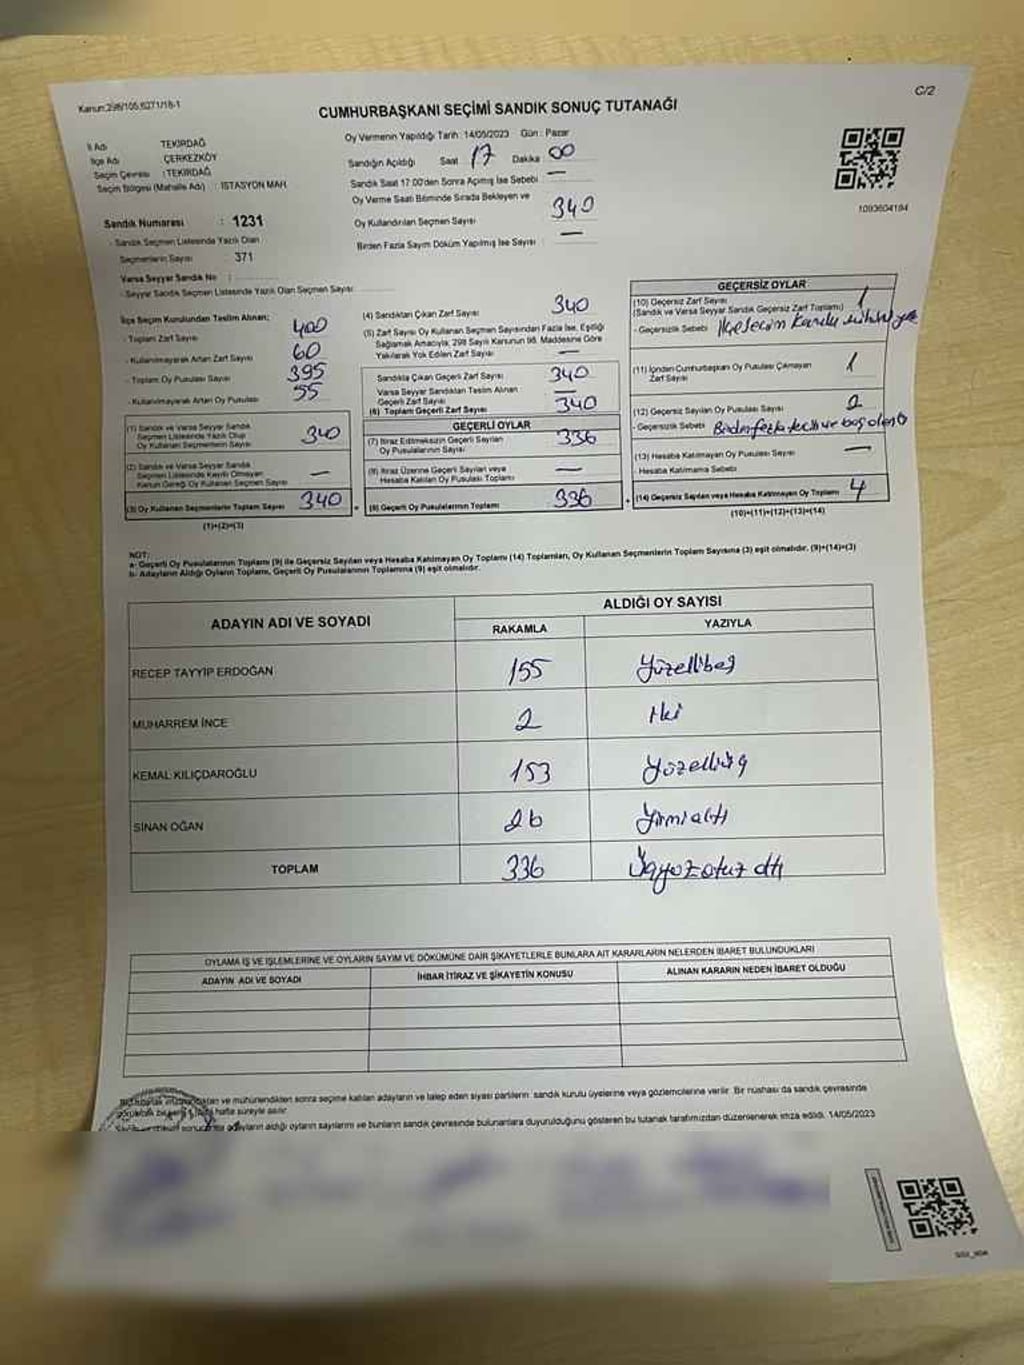 Kanun:298/105,6271/18-1
C/2
CUMHURBAŞKANI SEÇİMİ SANDIK SONUÇ TUTANAĞI
İl Adı TEKİRDAĞ
İlçe Adı ÇERKEZKÖY
Seçim Çevresi : TEKİRDAĞ
Seçim Bölgesi (Mahalle Adı) : İSTASYON MAH.
Sandık Numarası : 1231
- Sandık Seçmen Listesinde Yazılı Olan
Seçmenlerin Sayısı 371
Varsa Seyyar Sandık No :
- Seyyar Sandık Seçmen Listesinde Yazılı Olan Seçmen Sayısı
Oy Vermenin Yapıldığı Tarih : 14/05/2023 Gün : Pazar
Sandığın Açıldığı Saat 17 Dakika 00
Sandık Saat 17:00'den Sonra Açılmış İse Sebebi : —
Oy Verme Saati Bitiminde Sırada Bekleyen ve
Oy Kullandırılan Seçmen Sayısı 340
Birden Fazla Sayım Döküm Yapılmış İse Sayısı : —
1093604184
İlçe Seçim Kurulundan Teslim Alınan;
- Toplam Zarf Sayısı 400
- Kullanılmayarak Artan Zarf Sayısı 60
- Toplam Oy Pusulası Sayısı 395
- Kullanılmayarak Artan Oy Pusulası 55
(1) Sandık ve Varsa Seyyar Sandık
Seçmen Listesinde Yazılı Olup
Oy Kullanan Seçmenlerin Sayısı 340
(2) Sandık ve Varsa Seyyar Sandık
Seçmen Listesinde Kayıtlı Olmayan
Kanun Gereği Oy Kullanan Seçmen Sayısı —
(3) Oy Kullanan Seçmenlerin Toplam Sayısı 340
(1)+(2)=(3)
(4) Sandıktan Çıkan Zarf Sayısı 340
(5) Zarf Sayısı Oy Kullanan Seçmen Sayısından Fazla İse, Eşitliği
Sağlamak Amacıyla; 298 Sayılı Kanunun 98. Maddesine Göre
Yakılarak Yok Edilen Zarf Sayısı —
Sandıkta Çıkan Geçerli Zarf Sayısı 340
Varsa Seyyar Sandıktan Teslim Alınan
Geçerli Zarf Sayısı —
(6) Toplam Geçerli Zarf Sayısı 340
GEÇERLİ OYLAR
(7) İtiraz Edilmeksizin Geçerli Sayılan
Oy Pusulalarının Sayısı 336
(8) İtiraz Üzerine Geçerli Sayılan veya
Hesaba Katılan Oy Pusulası Toplamı —
= (9) Geçerli Oy Pusulalarının Toplamı 336
GEÇERSİZ OYLAR
(10) Geçersiz Zarf Sayısı 1
(Sandık ve Varsa Seyyar Sandık Geçersiz Zarf Toplamı)
- Geçersizlik Sebebi
(11) İçinden Cumhurbaşkanı Oy Pusulası Çıkmayan
Zarf Sayısı 1
(12) Geçersiz Sayılan Oy Pusulası Sayısı 2
- Geçersizlik Sebebi Birden fazla tercih ve boş olan
(13) Hesaba Katılmayan Oy Pusulası Sayısı —
- Hesaba Katılmama Sebebi
+ (14) Geçersiz Sayılan veya Hesaba Katılmayan Oy Toplamı 4
(10)+(11)+(12)+(13)=(14)
NOT:
a- Geçerli Oy Pusulalarının Toplamı (9) ile Geçersiz Sayılan veya Hesaba Katılmayan Oy Toplamı (14) Toplamları, Oy Kullanan Seçmenlerin Toplam Sayısına (3) eşit olmalıdır. (9)+(14)=(3)
b- Adayların Aldığı Oyların Toplamı, Geçerli Oy Pusulalarının Toplamına (9) eşit olmalıdır.
ADAYIN ADI VE SOYADI
ALDIĞI OY SAYISI
RAKAMLA YAZIYLA
RECEP TAYYİP ERDOĞAN 155 Yüzellibeş
MUHARREM İNCE 2 İki
KEMAL KILIÇDAROĞLU 153 Yüzelliüç
SİNAN OĞAN 26 Yirmialtı
TOPLAM 336 Üçyüzotuz altı
OYLAMA İŞ VE İŞLEMLERİNE VE OYLARIN SAYIM VE DÖKÜMÜNE DAİR ŞİKAYETLERLE BUNLARA AİT KARARLARIN NELERDEN İBARET BULUNDUKLARI
ADAYIN ADI VE SOYADI İHBAR İTİRAZ VE ŞİKAYETİN KONUSU ALINAN KARARIN NEDEN İBARET OLDUĞU
ve mühürlendikten sonra seçime katılan adayların ve talep eden siyasi partilerin sandık kurulu üyelerine veya gözlemcilerine verilir. Bir nüshası da sandık çevresinde
hafta süreyle asılır.
adayların aldığı oyların sayılarını ve bunların sandık çevresinde bulunanlara duyurulduğunu gösteren bu tutanak tarafımızdan düzenlenerek imza edildi. 14/05/2023